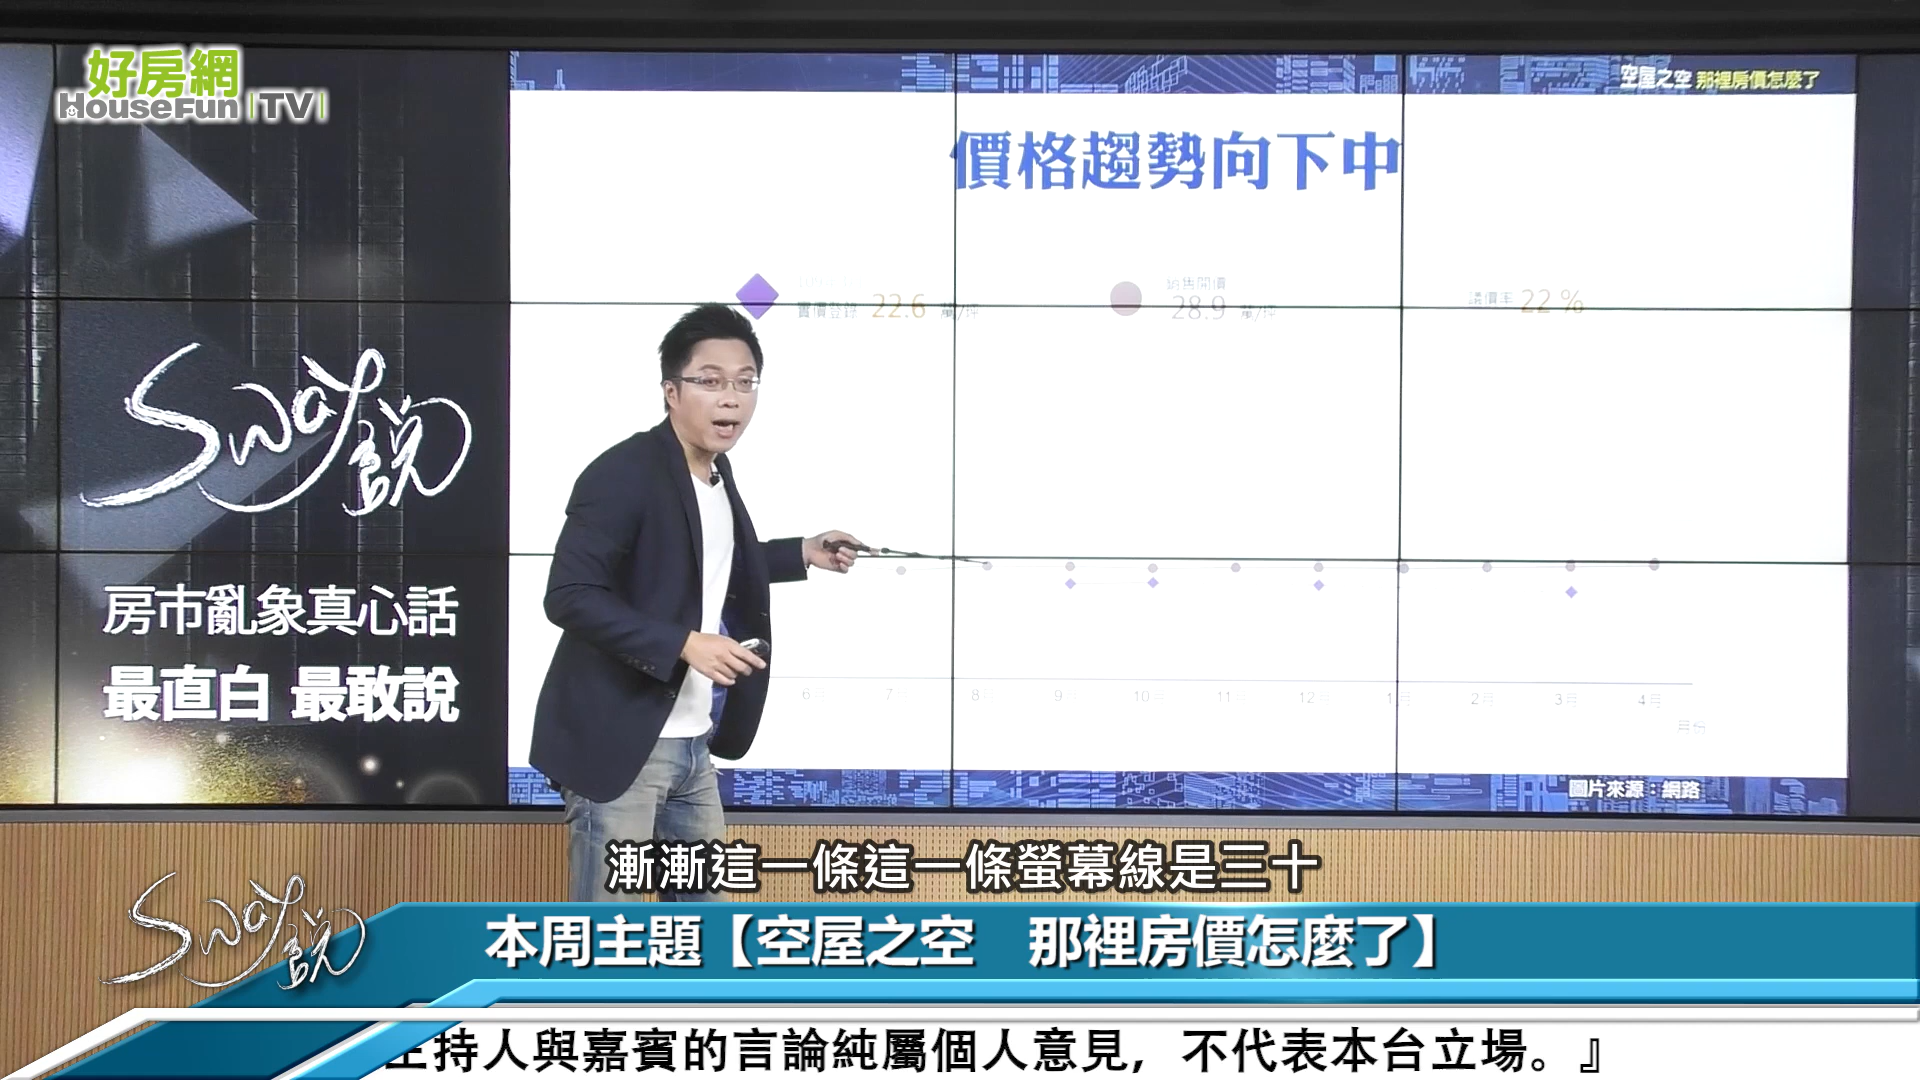 好房網
HouseFun TV
空屋之空 那裡房價怎麼了
價格趨勢向下中
實價登錄 22.6 萬/坪
銷售開價
28.9 萬/坪
議價率 22 %
Sway說
房市亂象真心話
最直白 最敢說
6月 7月 8月 9月 10月 11月 12月 1月 2月 3月 4月
月份
圖片來源：網路
漸漸這一條這一條螢幕線是三十
Sway說
本周主題【空屋之空 那裡房價怎麼了】
主持人與嘉賓的言論純屬個人意見，不代表本台立場。』